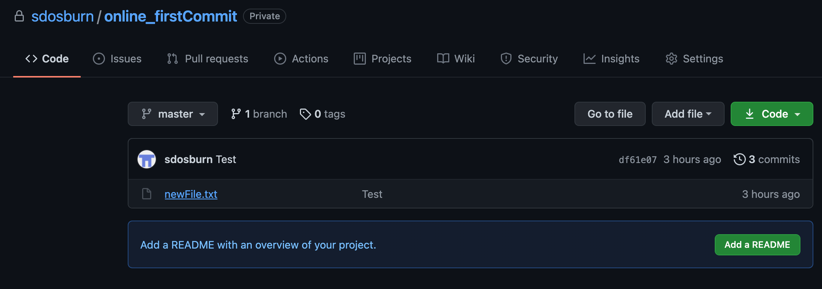 sdosburn / online_firstCommit Private
Code Issues Pull requests Actions Projects Wiki Security Insights Settings
master 1 branch 0 tags Go to file Add file Code
sdosburn Test df61e07 3 hours ago 3 commits
newFile.txt Test 3 hours ago
Add a README with an overview of your project. Add a README